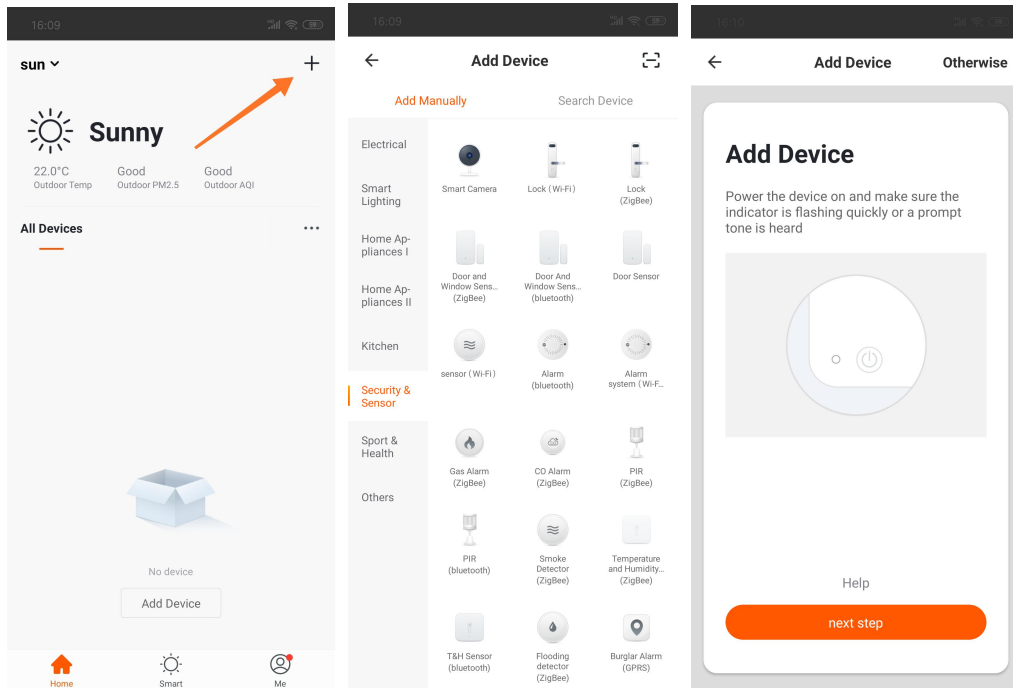 16:09
sun
Sunny
22.0°C
Outdoor Temp
Good
Outdoor PM2.5
Good
Outdoor AQI
All Devices
No device
Add Device
Home
Smart
Me
16:09
Add Device
Add Manually
Search Device
Electrical
Smart
Lighting
Home Ap-
pliances I
Home Ap-
pliances II
Kitchen
Security &
Sensor
Sport &
Health
Others
Smart Camera
Lock（Wi-Fi）
Lock
(ZigBee)
Door and
Window Sens...
(ZigBee)
Door And
Window Sens...
(bluetooth)
Door Sensor
sensor（Wi-Fi）
Alarm
(bluetooth)
Alarm
system（Wi-F...
Gas Alarm
(ZigBee)
CO Alarm
(ZigBee)
PIR
(ZigBee)
PIR
(bluetooth)
Smoke
Detector
(ZigBee)
Temperature
and Humidity...
(ZigBee)
T&H Sensor
(bluetooth)
Flooding
detector
(ZigBee)
Burglar Alarm
(GPRS)
16:10
Add Device
Otherwise
Add Device
Power the device on and make sure the
indicator is flashing quickly or a prompt
tone is heard
Help
next step